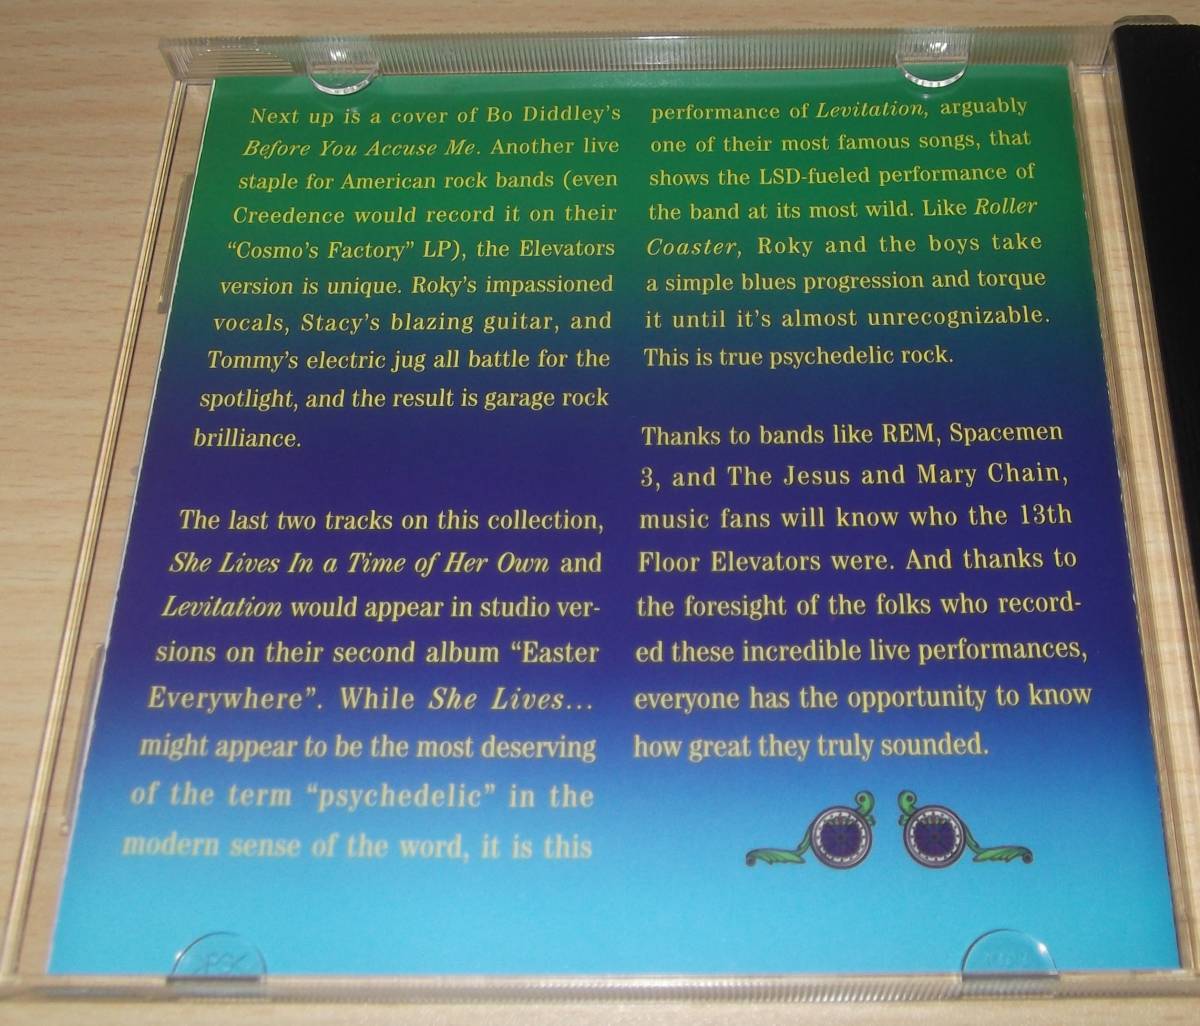 Next up is a cover of Bo Diddley's
Before You Accuse Me. Another live
staple for American rock bands (even
Creedence would record it on their
“Cosmo's Factory” LP), the Elevators
version is unique. Roky's impassioned
vocals, Stacy's blazing guitar, and
Tommy's electric jug all battle for the
spotlight, and the result is garage rock
brilliance.
The last two tracks on this collection,
She Lives In a Time of Her Own and
Levitation would appear in studio ver-
sions on their second album “Easter
Everywhere”. While She Lives...
might appear to be the most deserving
of the term “psychedelic” in the
modern sense of the word, it is this
performance of Levitation, arguably
one of their most famous songs, that
shows the LSD-fueled performance of
the band at its most wild. Like Roller
Coaster, Roky and the boys take
a simple blues progression and torque
it until it's almost unrecognizable.
This is true psychedelic rock.
Thanks to bands like REM, Spacemen
3, and The Jesus and Mary Chain,
music fans will know who the 13th
Floor Elevators were. And thanks to
the foresight of the folks who record-
ed these incredible live performances,
everyone has the opportunity to know
how great they truly sounded.